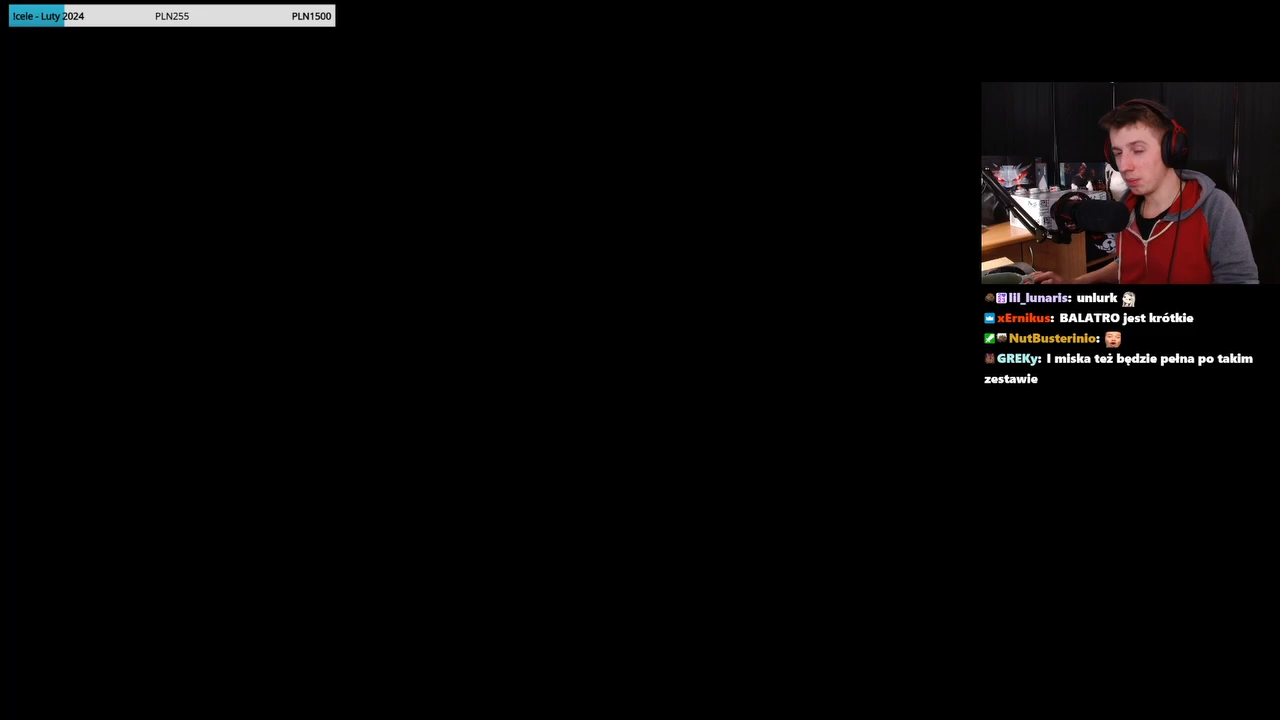 !cele - Luty 2024 PLN255 PLN1500
lil_lunaris: unlurk
xErnikus: BALATRO jest krótkie
NutBusterinio:
GREKy: I miska też będzie pełna po takim
zestawie